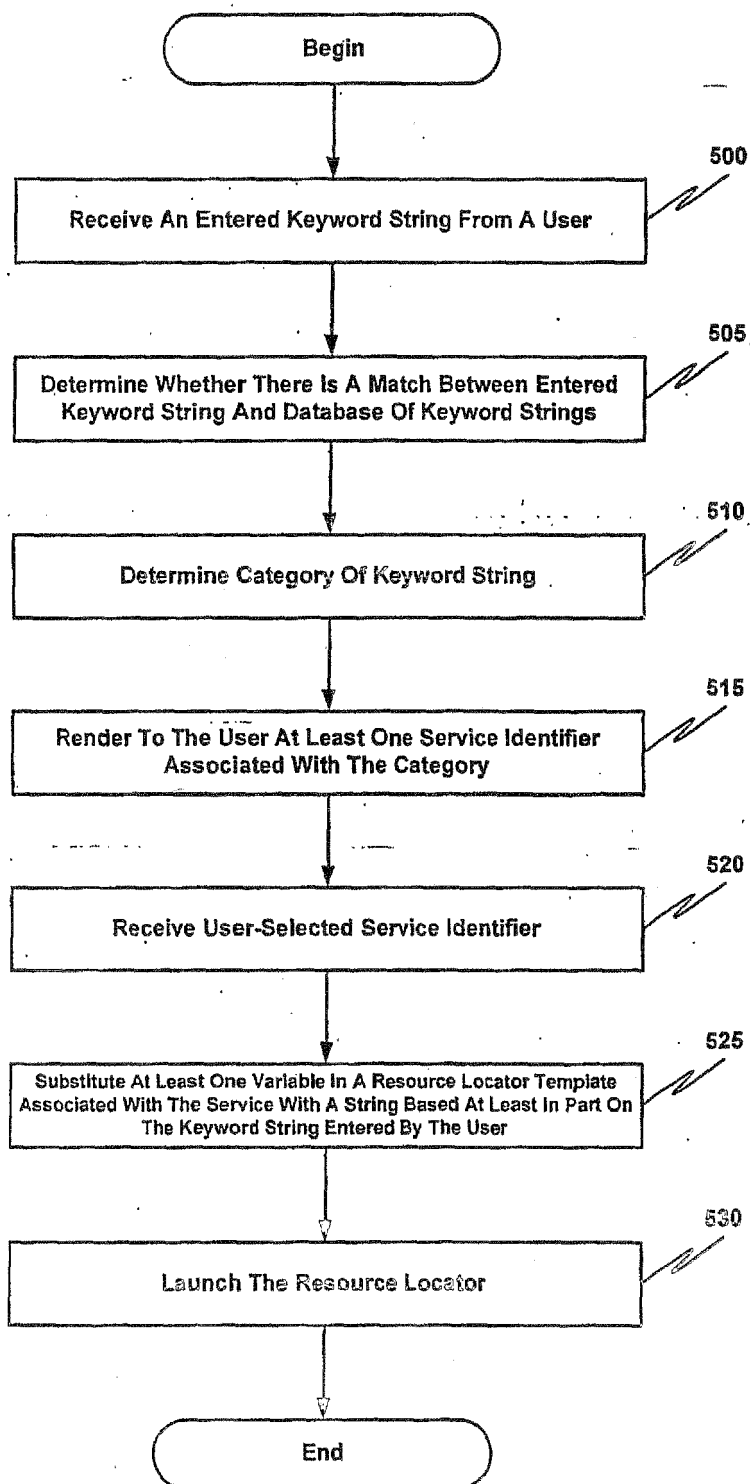 Begin
500
Receive An Entered Keyword String From A User
505
Determine Whether There Is A Match Between Entered
Keyword String And Database Of Keyword Strings
510
Determine Category Of Keyword String
515
Render To The User At Least One Service Identifier
Associated With The Category
520
Receive User-Selected Service Identifier
525
Substitute At Least One Variable In A Resource Locator Template
Associated With The Service With A String Based At Least In Part On
The Keyword String Entered By The User
530
Launch The Resource Locator
End